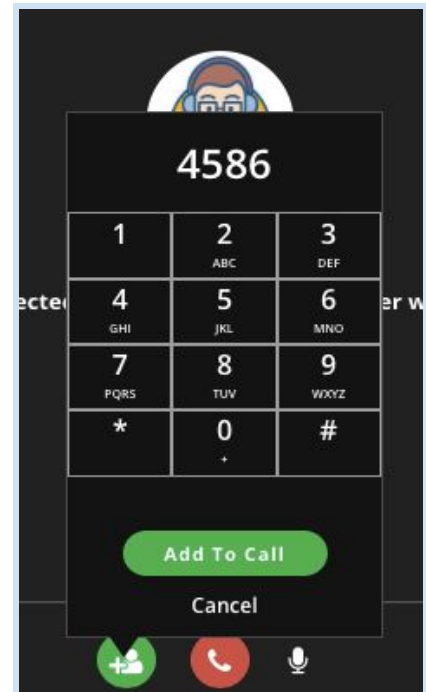 4586
1 2 3
ABC DEF
4 5 6
GHI JKL MNO
7 8 9
PQRS TUV WXYZ
* 0 #
+
Add To Call
Cancel